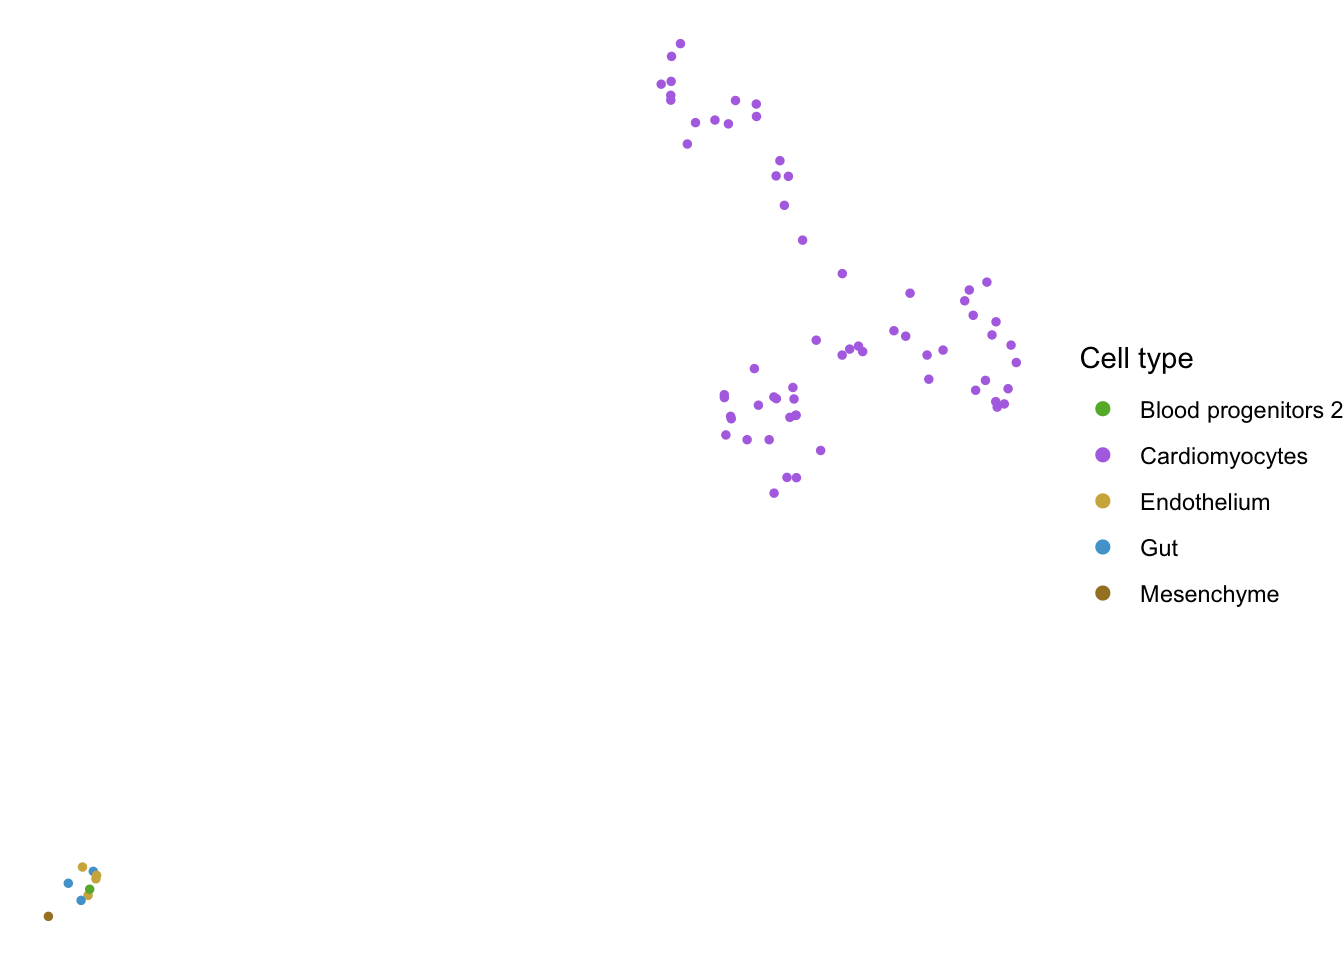 Cell type
Blood progenitors 2
Cardiomyocytes
Endothelium
Gut
Mesenchyme